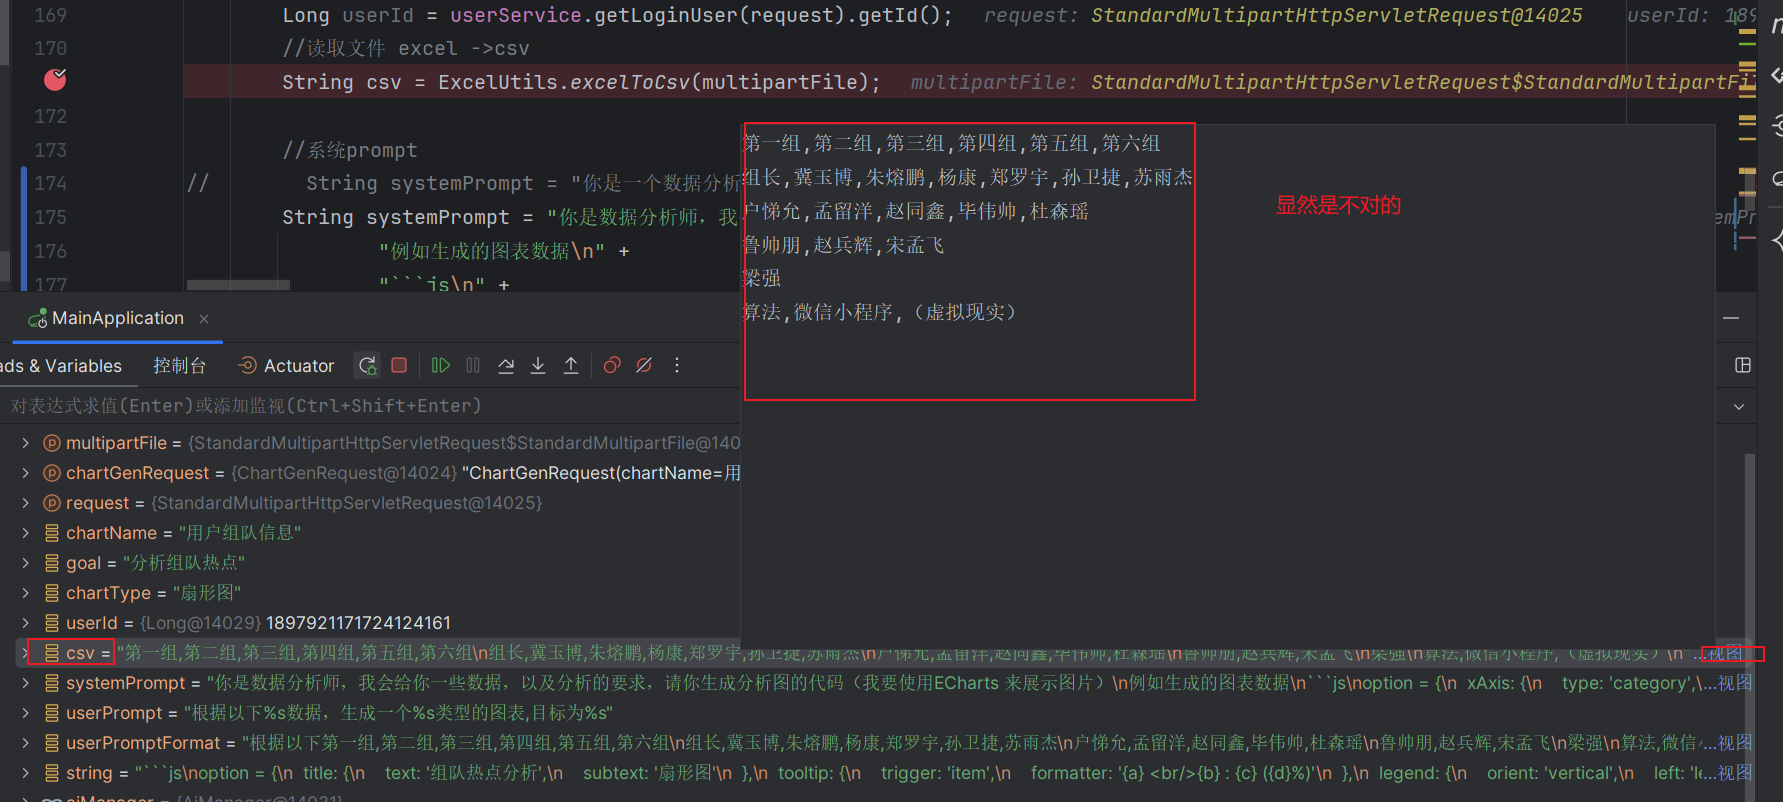 169 Long userId = userService.getLoginUser(request).getId(); request: StandardMultipartHttpServletRequest@14025 userId: 189
170 //读取文件 excel ->csv
String csv = ExcelUtils.excelToCsv(multipartFile); multipartFile: StandardMultipartHttpServletRequest$StandardMultipartFil
172
173 //系统prompt
174 // String systemPrompt = "你是一个数据分析
175 String systemPrompt = "你是数据分析师，我
176 "例如生成的图表数据\n" +
177 "```js\n" +
第一组,第二组,第三组,第四组,第五组,第六组
组长,冀玉博,朱熔鹏,杨康,郑罗宇,孙卫捷,苏雨杰
户悌允,孟留洋,赵同鑫,毕伟帅,杜森瑶
鲁帅朋,赵兵辉,宋孟飞
梁强
算法,微信小程序,（虚拟现实）
显然是不对的
MainApplication
ads & Variables 控制台 Actuator
对表达式求值(Enter)或添加监视(Ctrl+Shift+Enter)
multipartFile = {StandardMultipartHttpServletRequest$StandardMultipartFile@140
chartGenRequest = {ChartGenRequest@14024} "ChartGenRequest(chartName=用
request = {StandardMultipartHttpServletRequest@14025}
chartName = "用户组队信息"
goal = "分析组队热点"
chartType = "扇形图"
userId = {Long@14029} 1897921171724124161
csv = "第一组,第二组,第三组,第四组,第五组,第六组\n组长,冀玉博,朱熔鹏,杨康,郑罗宇,孙卫捷,苏雨杰\n户悌允,孟留洋,赵同鑫,毕伟帅,杜森瑶\n鲁帅朋,赵兵辉,宋孟飞\n梁强\n算法,微信小程序,（虚拟现实）\n" ...视图
systemPrompt = "你是数据分析师，我会给你一些数据，以及分析的要求，请你生成分析图的代码（我要使用ECharts 来展示图片）\n例如生成的图表数据\n```js\noption = {\n xAxis: {\n type: 'category',\...视图
userPrompt = "根据以下%s数据，生成一个%s类型的图表,目标为%s"
userPromptFormat = "根据以下第一组,第二组,第三组,第四组,第五组,第六组\n组长,冀玉博,朱熔鹏,杨康,郑罗宇,孙卫捷,苏雨杰\n户悌允,孟留洋,赵同鑫,毕伟帅,杜森瑶\n鲁帅朋,赵兵辉,宋孟飞\n梁强\n算法,微信...视图
string = "```js\noption = {\n title: {\n text: '组队热点分析',\n subtext: '扇形图'\n },\n tooltip: {\n trigger: 'item',\n formatter: '{a} <br/>{b} : {c} ({d}%)'\n },\n legend: {\n orient: 'vertical',\n left: 'l...视图
aiManager = {AiManager@14031}